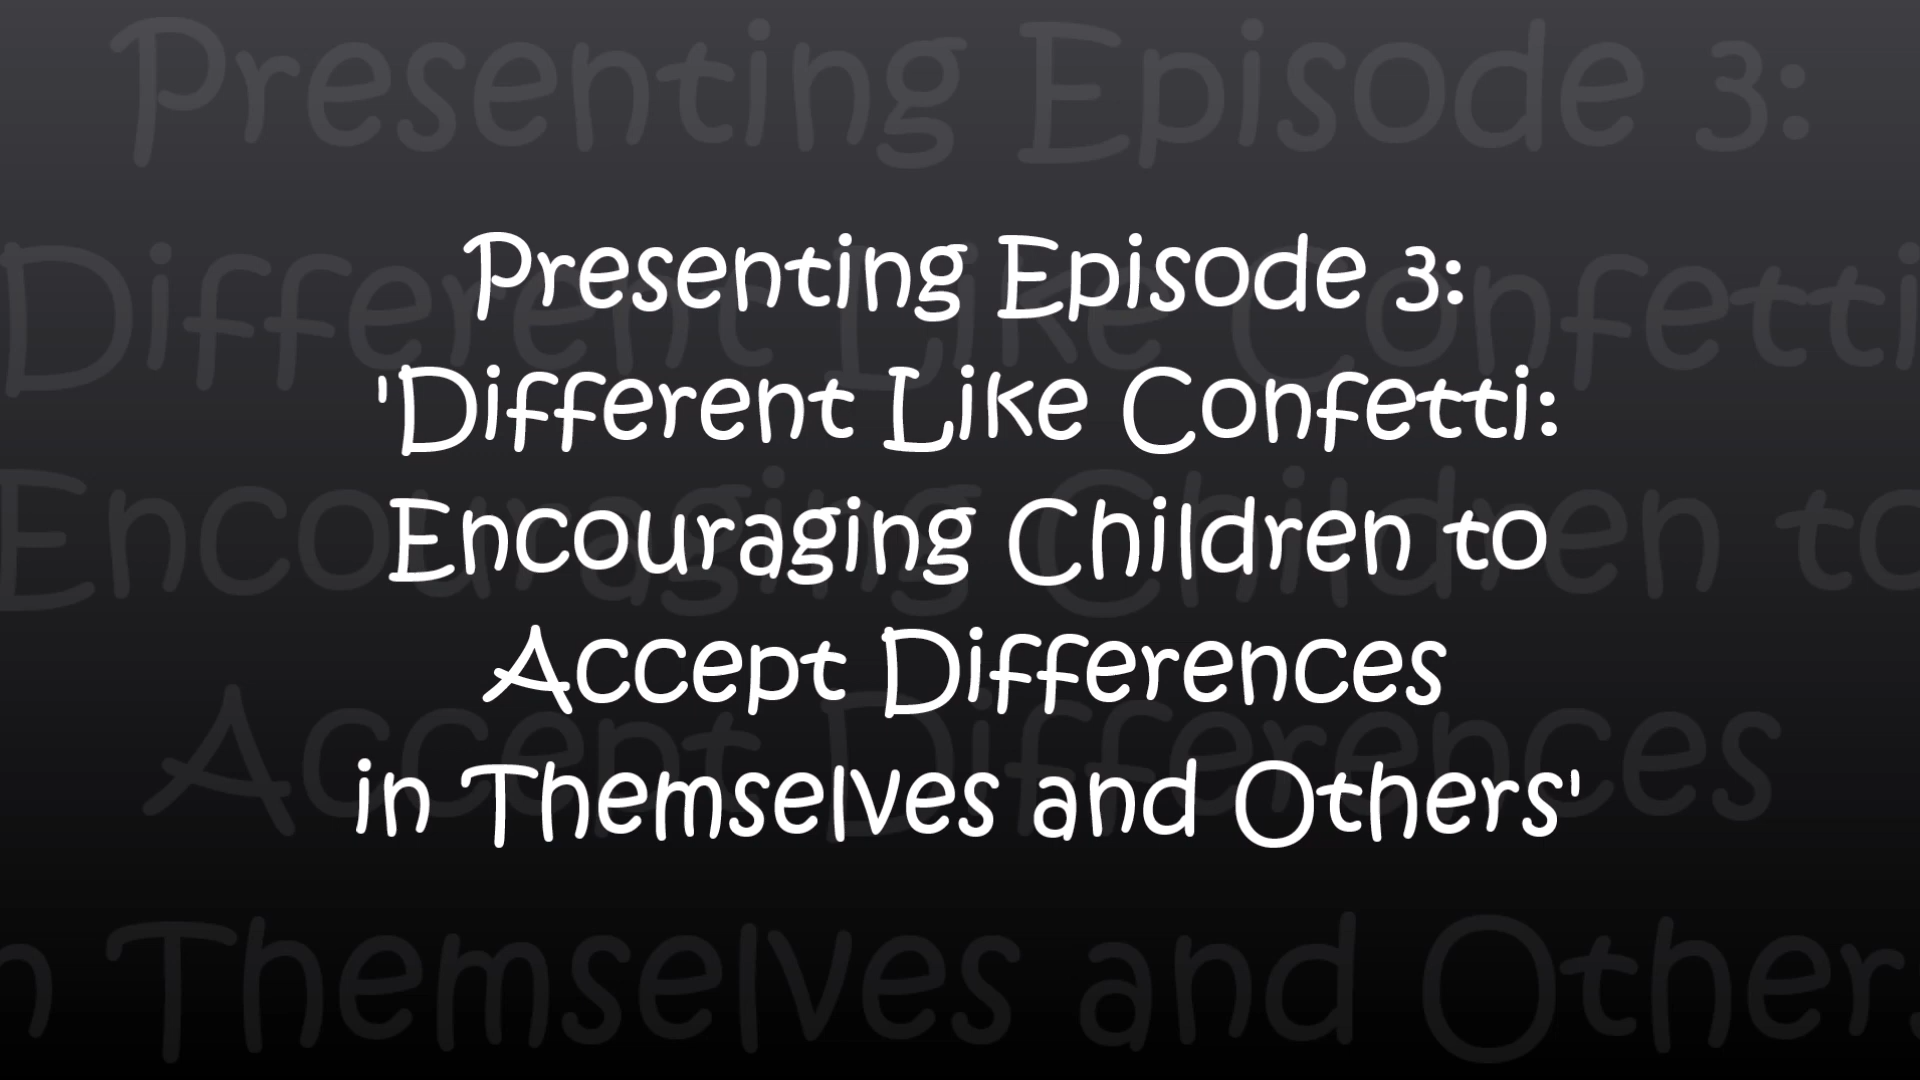 Presenting Episode 3:
'Different Like Confetti:
Encouraging Children to
Accept Differences
in Themselves and Others'